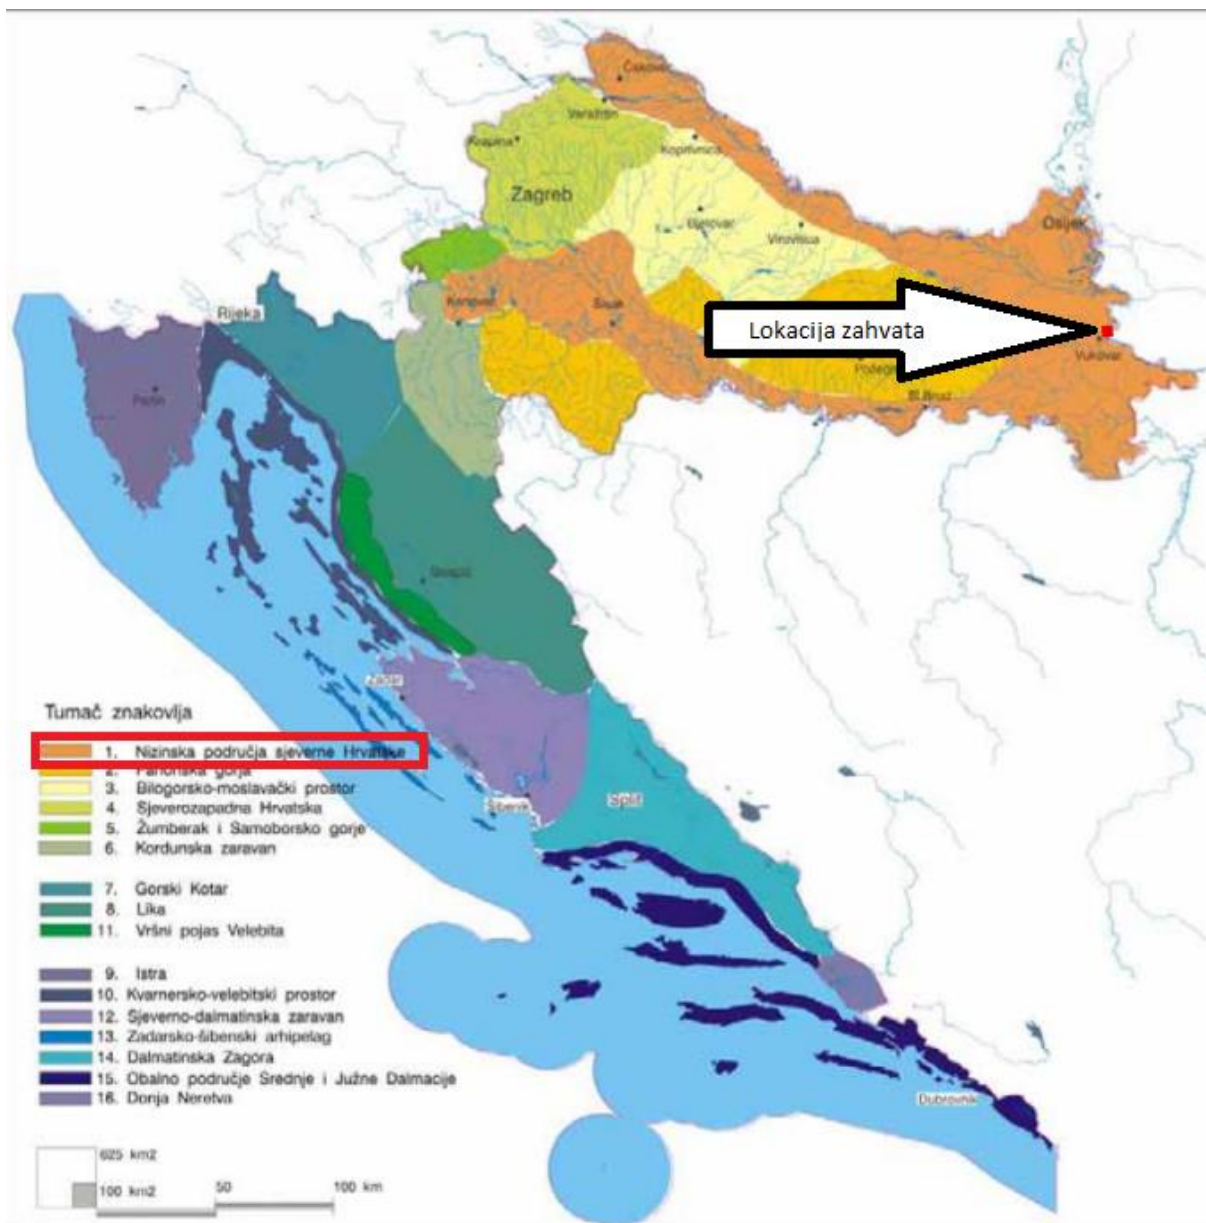 Čakovec
Varaždin
Krapina
Koprivnica
Zagreb
Bjelovar
Virovitica
Osijek
Karlovac
Sisak
Rijeka
Lokacija zahvata
Vukovar
Požega
Sl.Brod
Pazin
Gospić
Zadar
Šibenik
Split
Dubrovnik
Tumač znakovlja
1. Nizinska područja sjeverne Hrvatske
2. Panonska gorja
3. Bilogorsko-moslavački prostor
4. Sjeverozapadna Hrvatska
5. Žumberak i Samoborsko gorje
6. Kordunska zaravan
7. Gorski Kotar
8. Lika
11. Vršni pojas Velebita
9. Istra
10. Kvarnersko-velebitski prostor
12. Sjeverno-dalmatinska zaravan
13. Zadarsko-šibenski arhipelag
14. Dalmatinska Zagora
15. Obalno područje Srednje i Južne Dalmacije
16. Donja Neretva
625 km2
100 km2
50
100 km